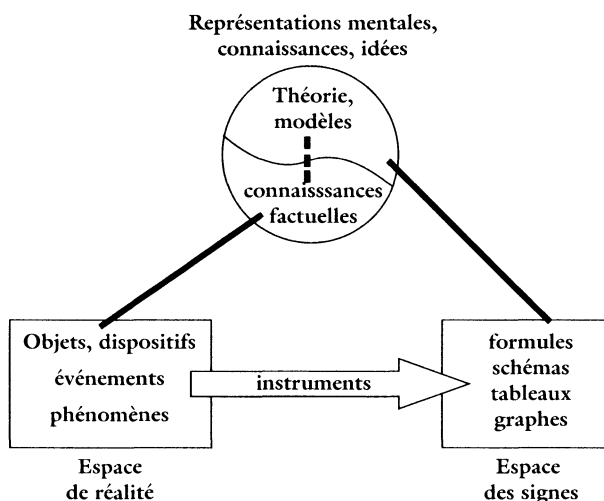 Représentations mentales,
connaissances, idées
Théorie,
modèles
connaisssances
factuelles
Objets, dispositifs
événements
phénomènes
instruments
formules
schémas
tableaux
graphes
Espace
de réalité
Espace
des signes